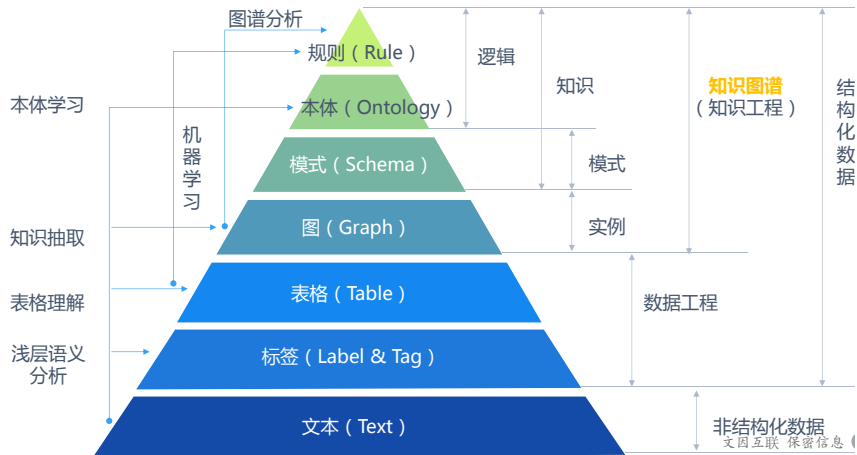 图谱分析
规则（Rule）
逻辑
知识
知识图谱
（知识工程）
结构化数据
本体学习
本体（Ontology）
机器学习
模式（Schema）
模式
知识抽取
图（Graph）
实例
表格理解
表格（Table）
数据工程
浅层语义
分析
标签（Label & Tag）
文本（Text）
非结构化数据
文因互联 保密信息